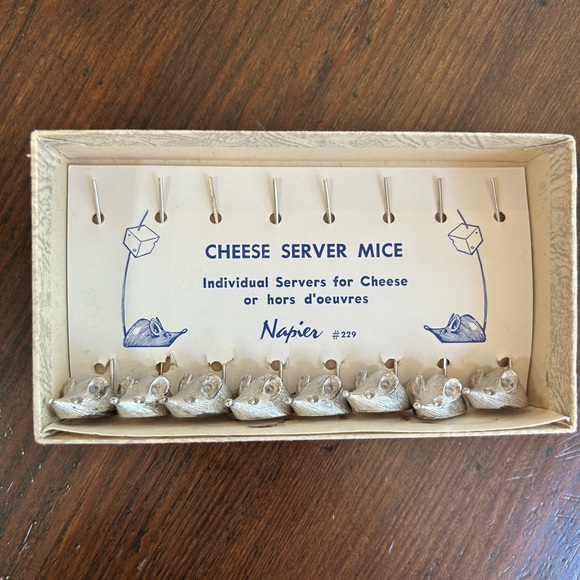 CHEESE SERVER MICE
Individual Servers for Cheese
or hors d'oeuvres
Napier #229